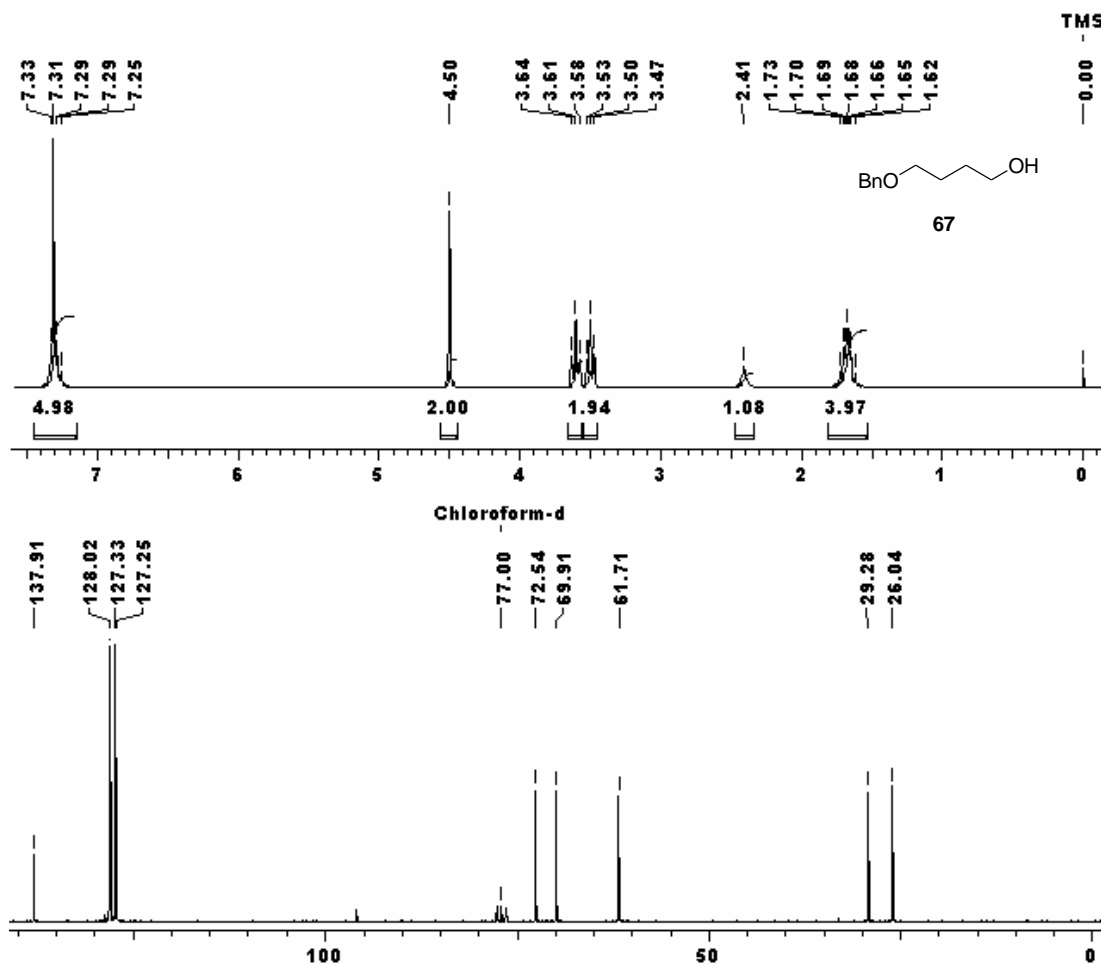 TMS
7.33 7.31 7.29 7.29 7.25 4.50 3.64 3.61 3.58 3.53 3.50 3.47 2.41 1.73 1.70 1.69 1.68 1.66 1.65 1.62 0.00
BnO OH
67
4.98 2.00 1.94 1.08 3.97
7 6 5 4 3 2 1 0
Chloroform-d
137.91 128.02 127.33 127.25 77.00 72.54 69.91 61.71 29.28 26.04
100 50 0